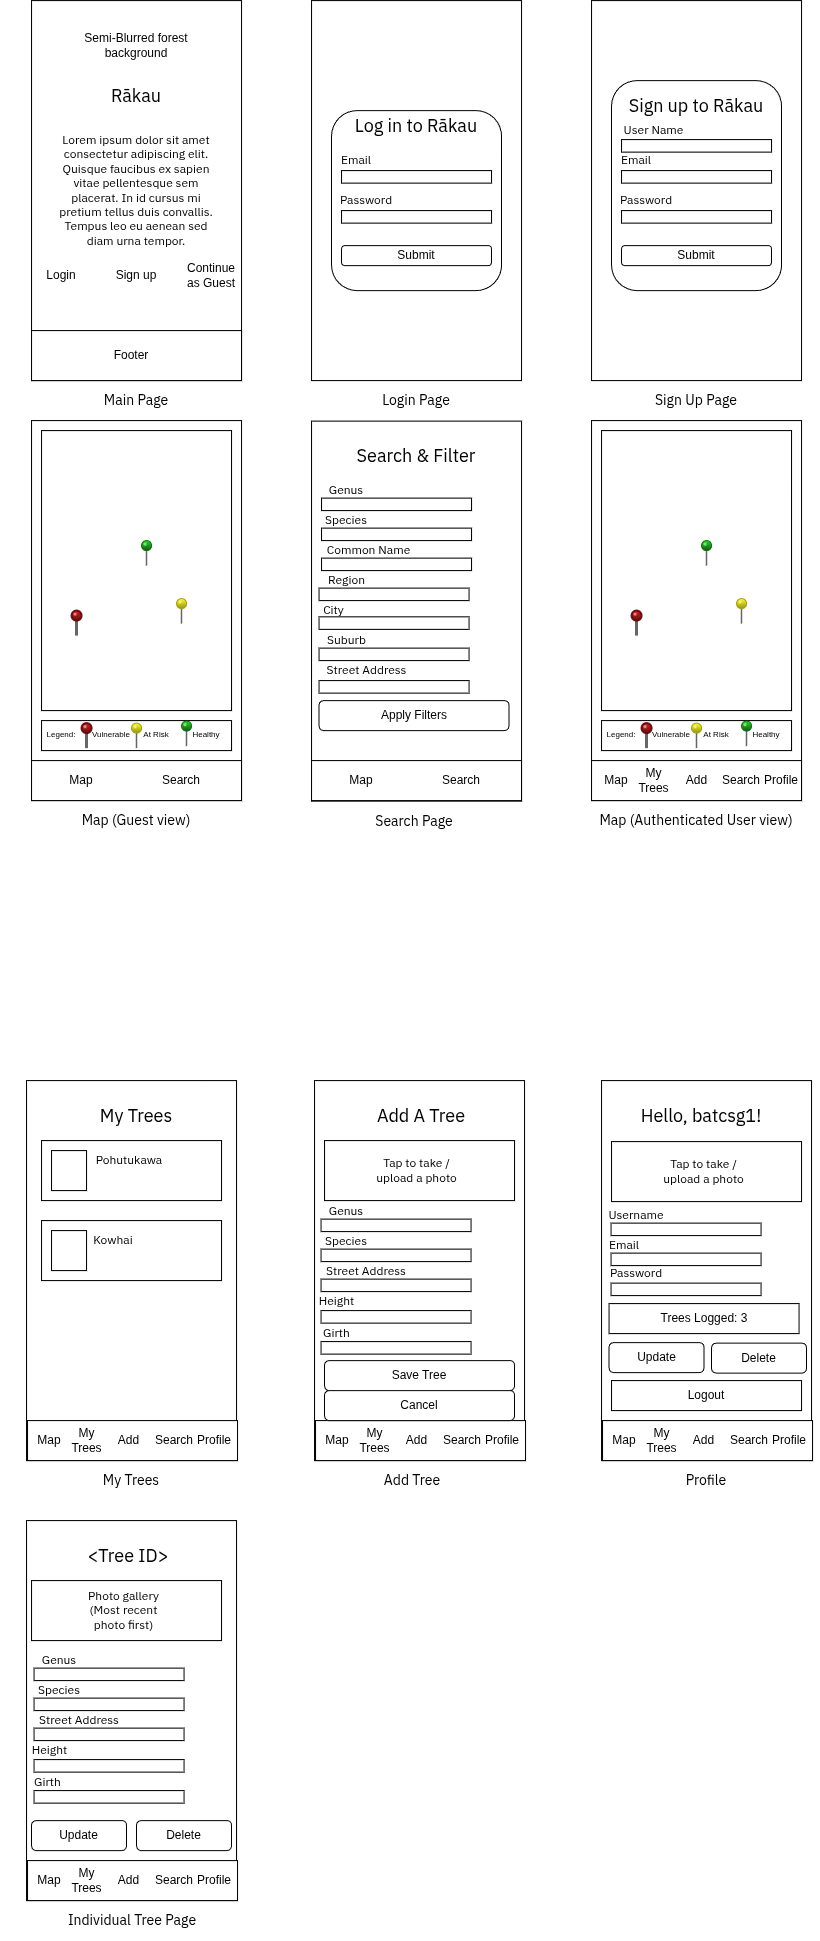 Semi-Blurred forest
background
Rākau
Lorem ipsum dolor sit amet
consectetur adipiscing elit.
Quisque faucibus ex sapien
vitae pellentesque sem
placerat. In id cursus mi
pretium tellus duis convallis.
Tempus leo eu aenean sed
diam urna tempor.
Login
Sign up
Continue
as Guest
Footer
Main Page
Log in to Rākau
Email
Password
Submit
Login Page
Sign up to Rākau
User Name
Email
Password
Submit
Sign Up Page
Legend:
Vulnerable
At Risk
Healthy
Map
Search
Map (Guest view)
Search & Filter
Genus
Species
Common Name
Region
City
Suburb
Street Address
Apply Filters
Map
Search
Search Page
Legend:
Vulnerable
At Risk
Healthy
Map
My
Trees
Add
Search
Profile
Map (Authenticated User view)
My Trees
Pohutukawa
Kowhai
Map
My
Trees
Add
Search
Profile
My Trees
Add A Tree
Tap to take /
upload a photo
Genus
Species
Street Address
Height
Girth
Save Tree
Cancel
Map
My
Trees
Add
Search
Profile
Add Tree
Hello, batcsg1!
Tap to take /
upload a photo
Username
Email
Password
Trees Logged: 3
Update
Delete
Logout
Map
My
Trees
Add
Search
Profile
Profile
<Tree ID>
Photo gallery
(Most recent
photo first)
Genus
Species
Street Address
Height
Girth
Update
Delete
Map
My
Trees
Add
Search
Profile
Individual Tree Page